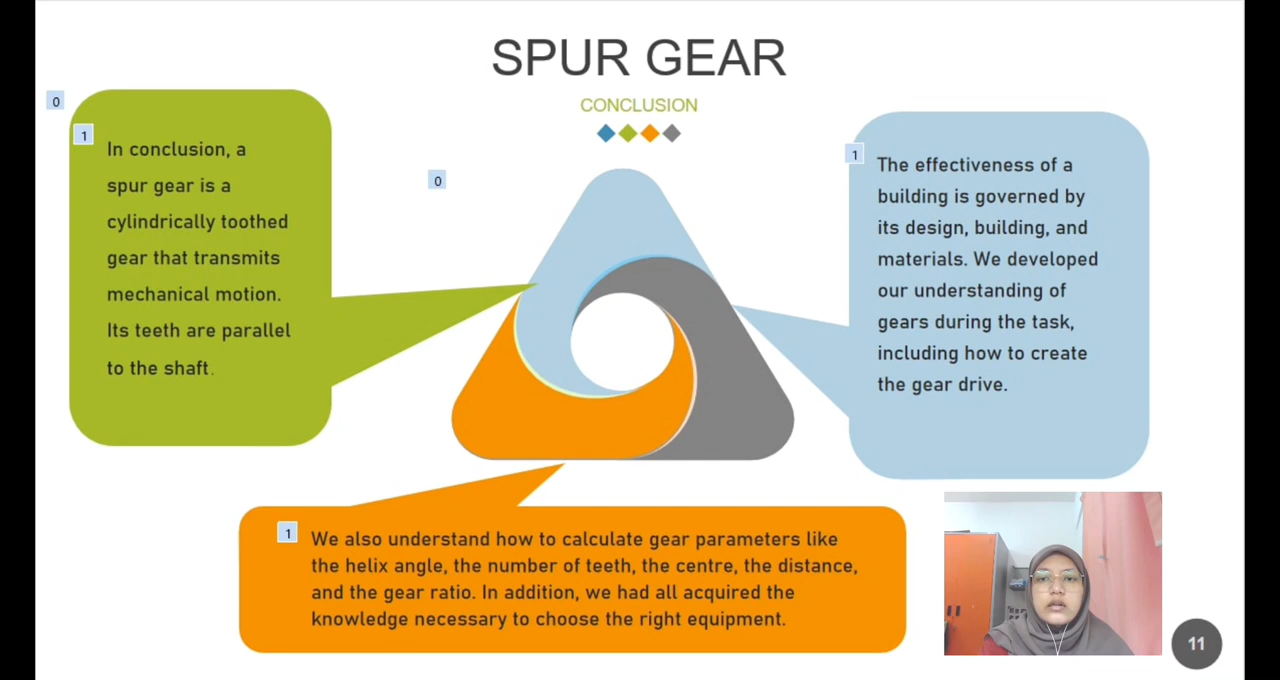 SPUR GEAR
CONCLUSION
0
1
In conclusion, a
spur gear is a
cylindrically toothed
gear that transmits
mechanical motion.
Its teeth are parallel
to the shaft.
0
1
The effectiveness of a
building is governed by
its design, building, and
materials. We developed
our understanding of
gears during the task,
including how to create
the gear drive.
1
We also understand how to calculate gear parameters like
the helix angle, the number of teeth, the centre, the distance,
and the gear ratio. In addition, we had all acquired the
knowledge necessary to choose the right equipment.
11